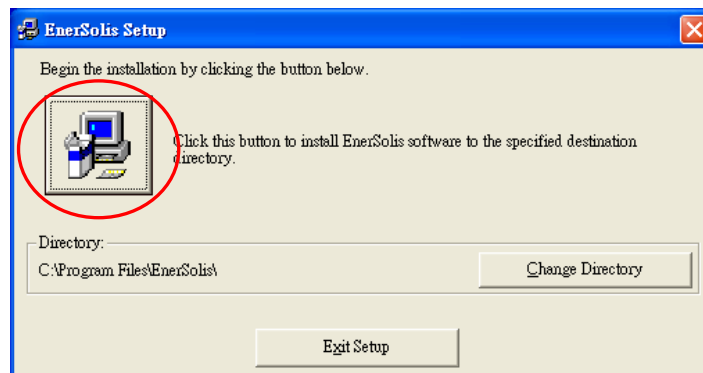 EnerSolis Setup
Begin the installation by clicking the button below.
Click this button to install EnerSolis software to the specified destination
directory.
Directory:
C:\Program Files\EnerSolis\
Change Directory
Exit Setup